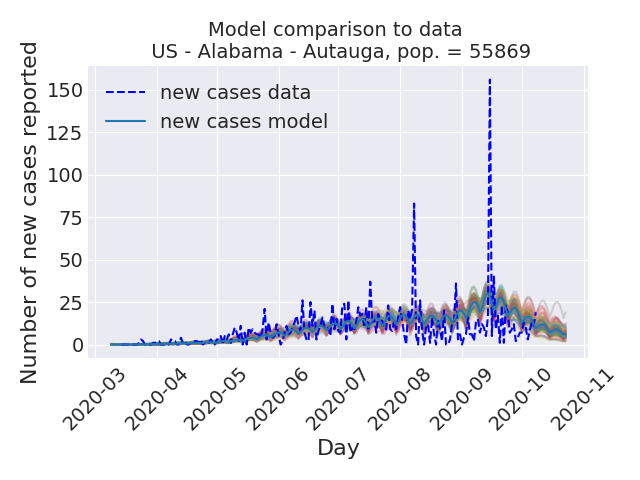 Model comparison to data
US - Alabama - Autauga, pop. = 55869
Number of new cases reported
150
125
100
75
50
25
0
new cases data
new cases model
2020-03
2020-04
2020-05
2020-06
2020-07
2020-08
2020-09
2020-10
2020-11
Day